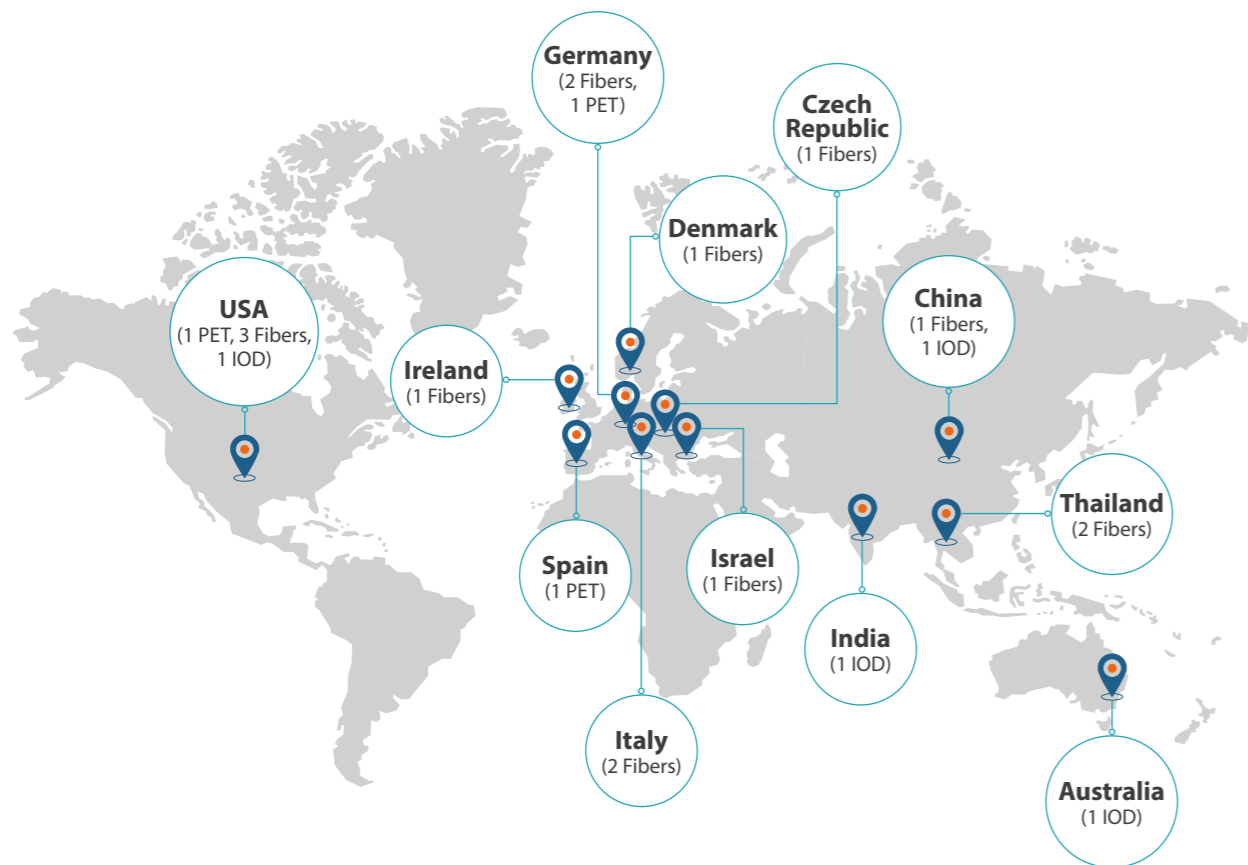 Germany
(2 Fibers,
1 PET)
Czech
Republic
(1 Fibers)
Denmark
(1 Fibers)
USA
(1 PET, 3 Fibers,
1 IOD)
China
(1 Fibers,
1 IOD)
Ireland
(1 Fibers)
Thailand
(2 Fibers)
Spain
(1 PET)
Israel
(1 Fibers)
India
(1 IOD)
Italy
(2 Fibers)
Australia
(1 IOD)